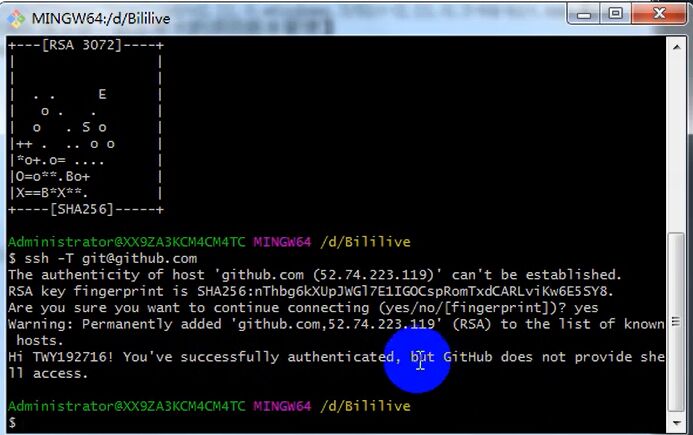 MINGW64:/d/Bililive
+---[RSA 3072]----+
|                 |
|                 |
|  . .     E      |
|   o .   .       |
|  o   . S o      |
|++ .  .. o o     |
|*o+.o= ....      |
|O=o**.Bo+        |
|X==B*X**.        |
+----[SHA256]-----+
Administrator@XX9ZA3KCM4CM4TC MINGW64 /d/Bililive
$ ssh -T git@github.com
The authenticity of host 'github.com (52.74.223.119)' can't be established.
RSA key fingerprint is SHA256:nThbg6kXUpJWGl7E1IGOCspRomTxdCARLviKw6E5SY8.
Are you sure you want to continue connecting (yes/no/[fingerprint])? yes
Warning: Permanently added 'github.com,52.74.223.119' (RSA) to the list of known
 hosts.
Hi TWY192716! You've successfully authenticated, but GitHub does not provide she
ll access.
Administrator@XX9ZA3KCM4CM4TC MINGW64 /d/Bililive
$